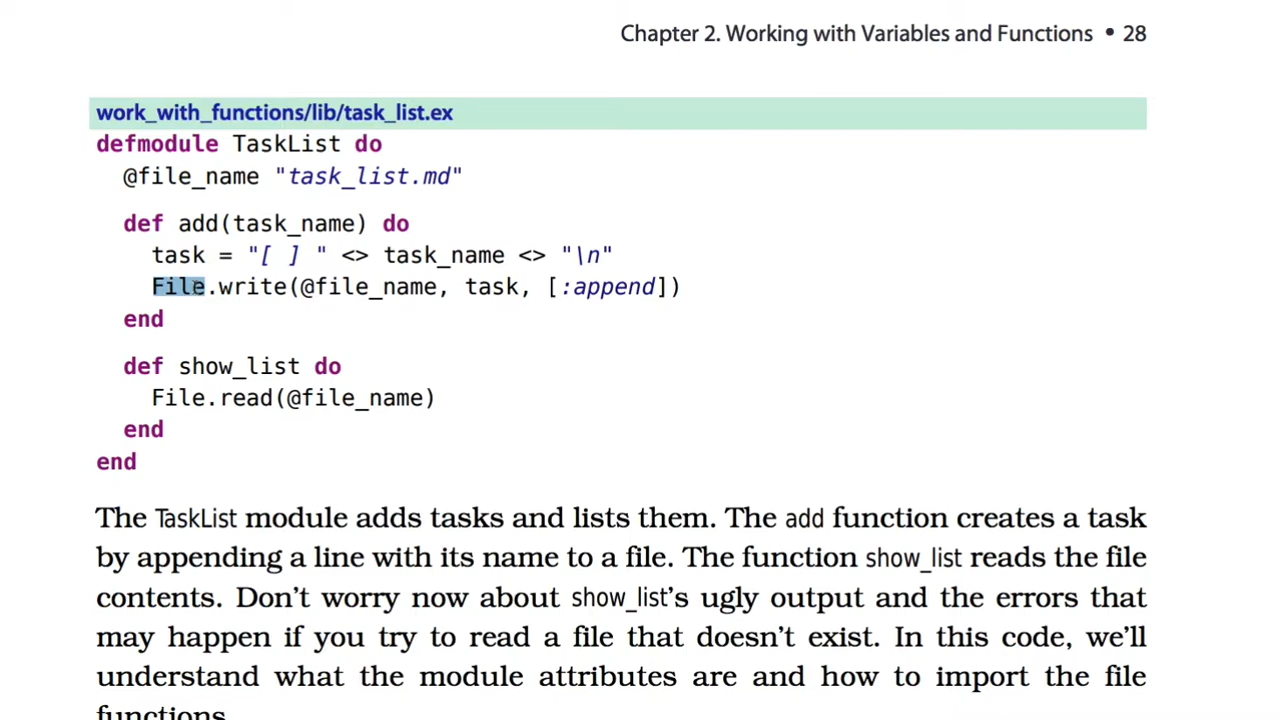 Chapter 2. Working with Variables and Functions • 28
work_with_functions/lib/task_list.ex
defmodule TaskList do
@file_name "task_list.md"
def add(task_name) do
task = "[ ] " <> task_name <> "\n"
File.write(@file_name, task, [:append])
end
def show_list do
File.read(@file_name)
end
end
The TaskList module adds tasks and lists them. The add function creates a task
by appending a line with its name to a file. The function show_list reads the file
contents. Don't worry now about show_list's ugly output and the errors that
may happen if you try to read a file that doesn't exist. In this code, we'll
understand what the module attributes are and how to import the file
functions.